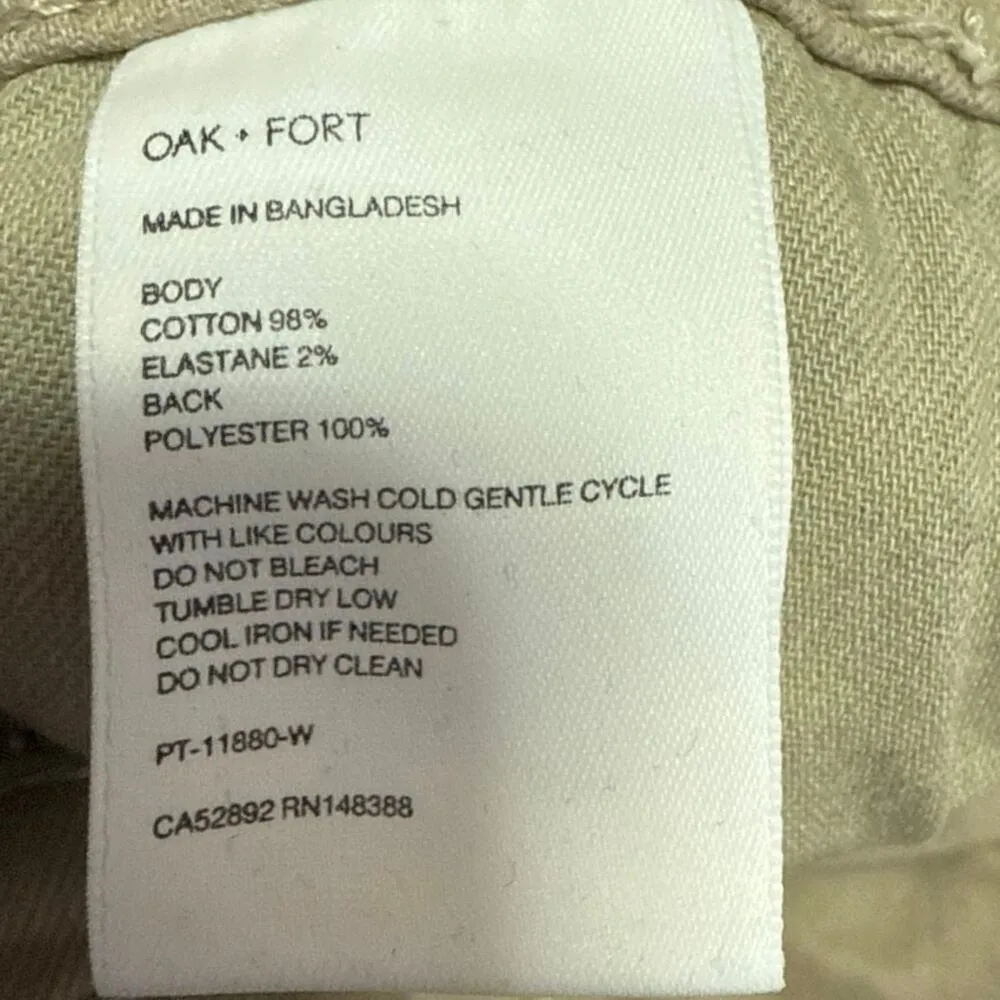 OAK + FORT
MADE IN BANGLADESH
BODY
COTTON 98%
ELASTANE 2%
BACK
POLYESTER 100%
MACHINE WASH COLD GENTLE CYCLE
WITH LIKE COLOURS
DO NOT BLEACH
TUMBLE DRY LOW
COOL IRON IF NEEDED
DO NOT DRY CLEAN
PT-11880-W
CA52892 RN148388